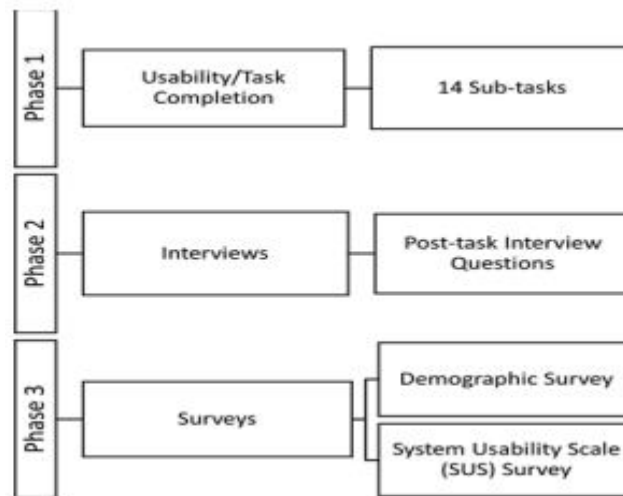 Phase 1
Usability/Task
Completion
14 Sub-tasks
Phase 2
Interviews
Post-task Interview
Questions
Phase 3
Surveys
Demographic Survey
System Usability Scale
(SUS) Survey